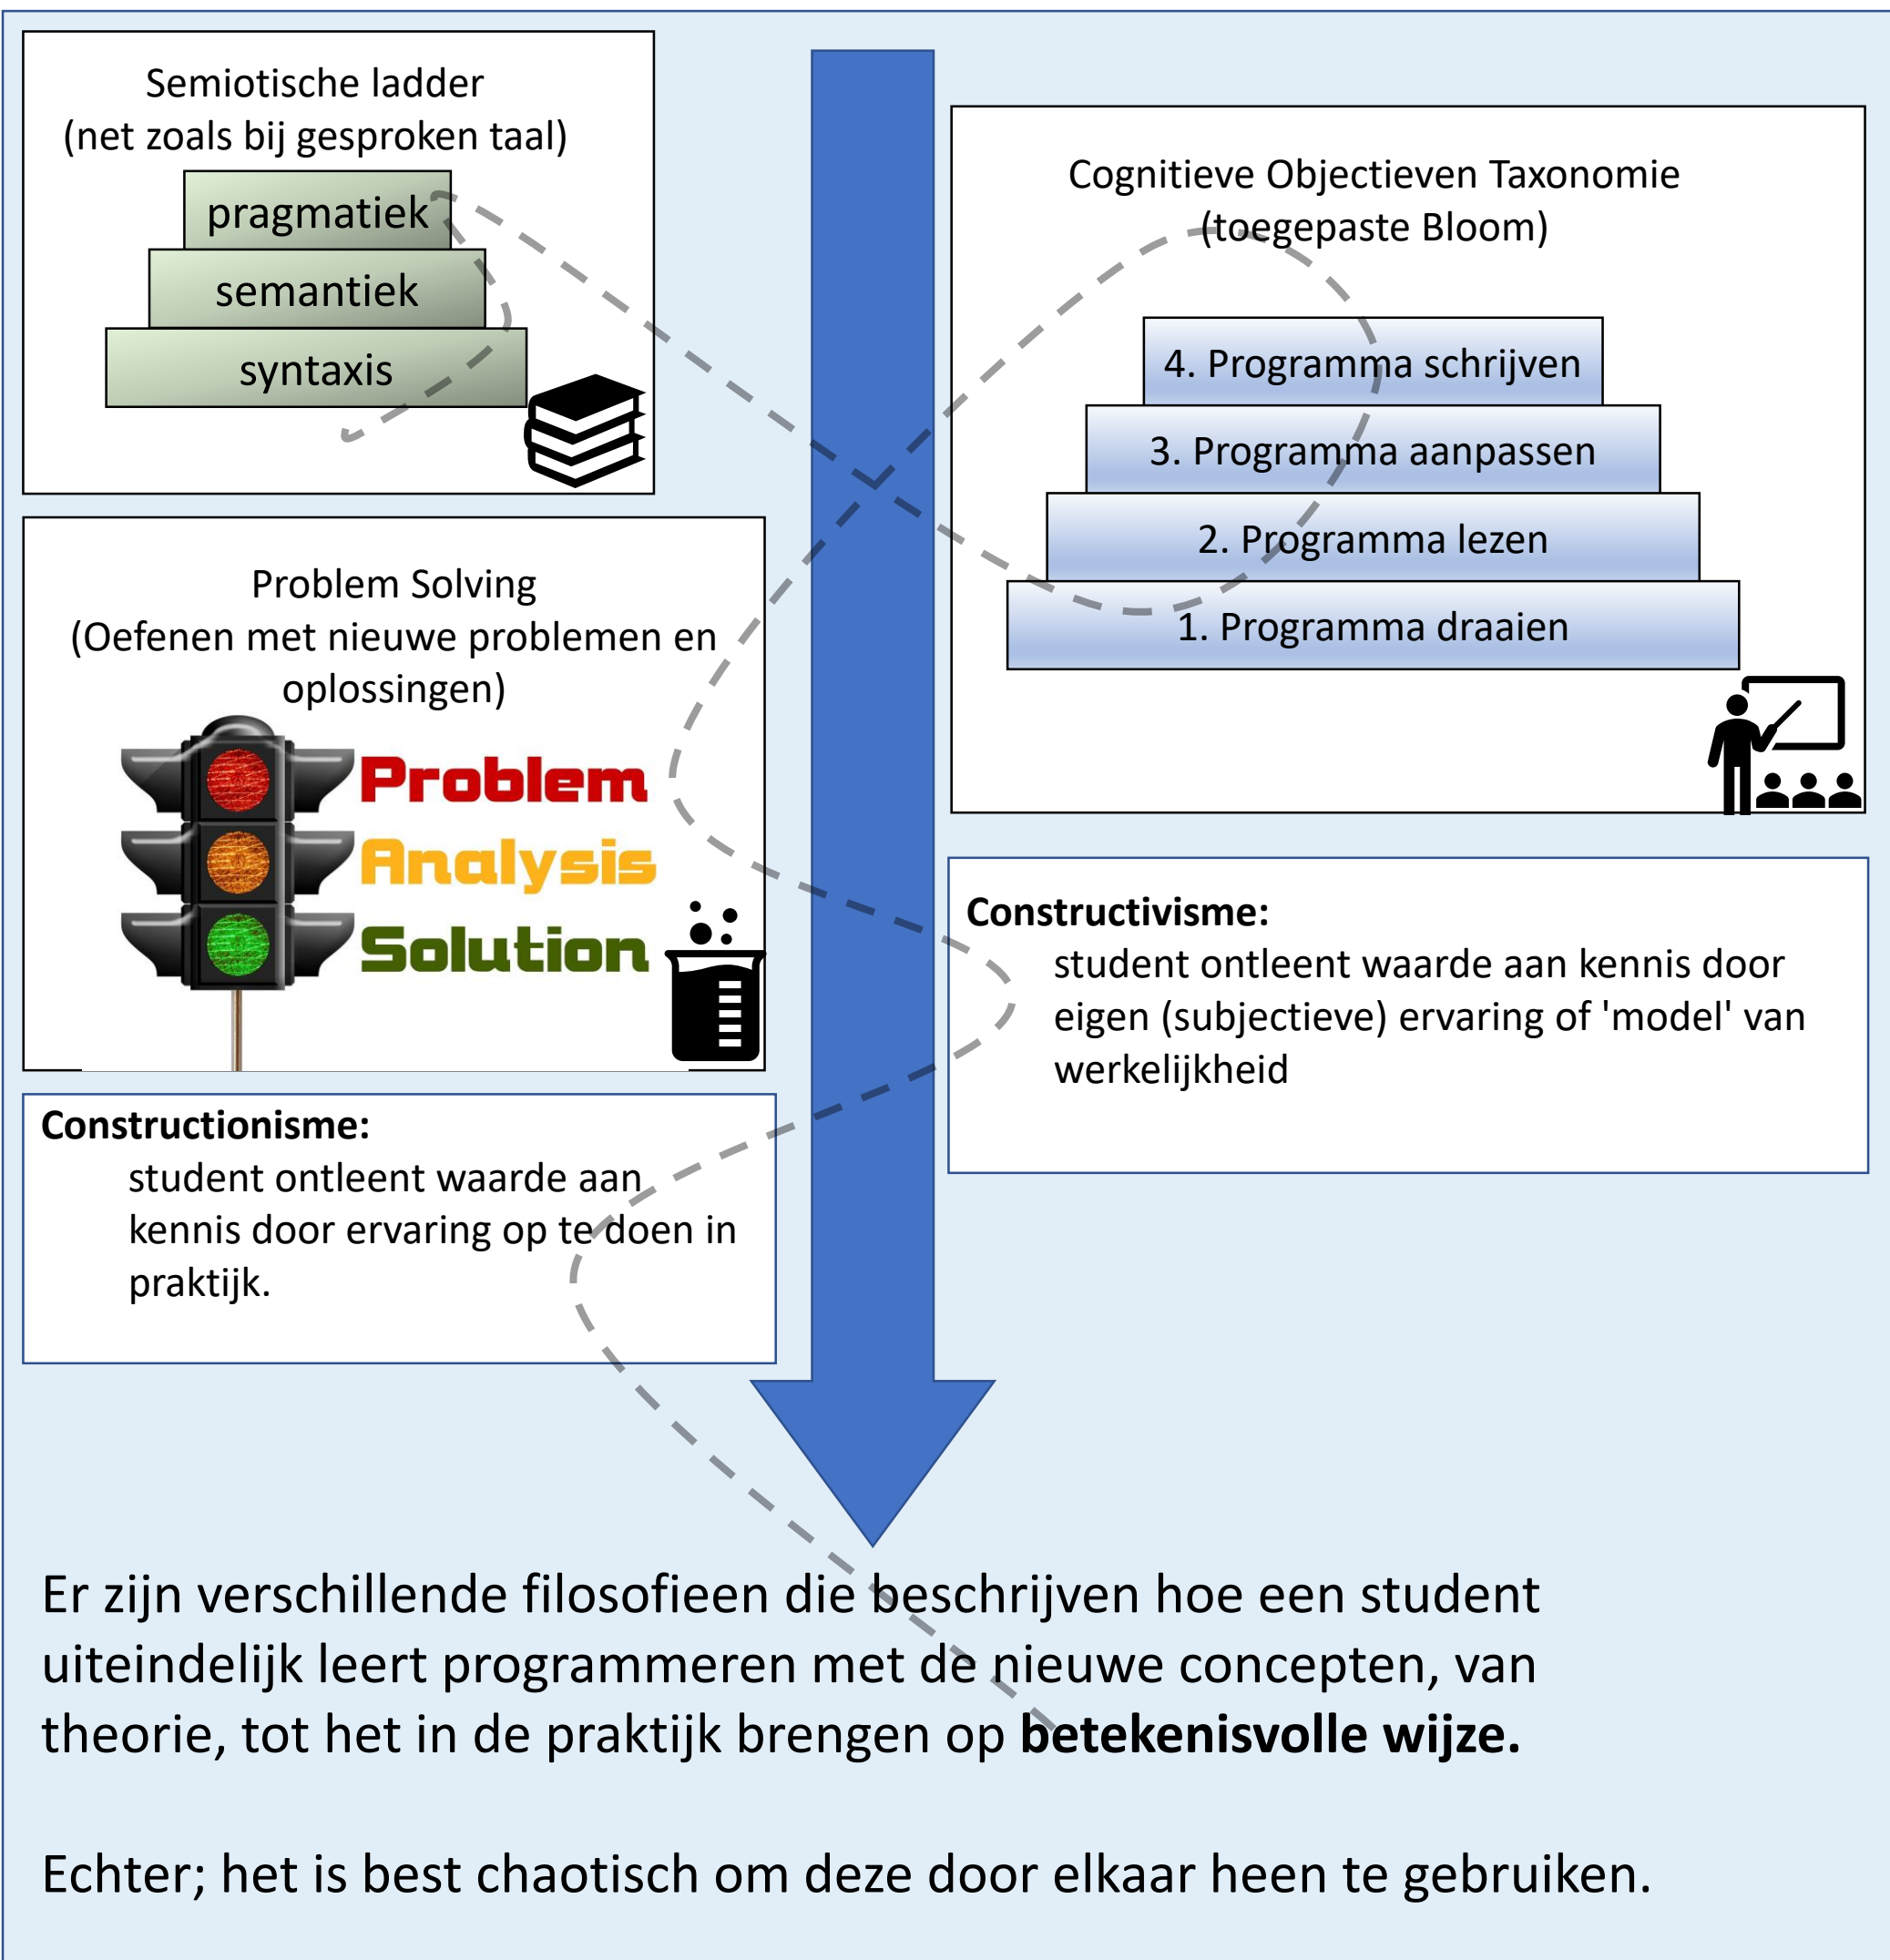 Semiotische ladder
(net zoals bij gesproken taal)
pragmatiek
semantiek
syntaxis
Cognitieve Objectieven Taxonomie
(toegepaste Bloom)
4. Programma schrijven
3. Programma aanpassen
2. Programma lezen
1. Programma draaien
Problem Solving
(Oefenen met nieuwe problemen en
oplossingen)
Problem
Analysis
Solution
Constructivisme:
student ontleent waarde aan kennis door
eigen (subjectieve) ervaring of 'model' van
werkelijkheid
Constructionisme:
student ontleent waarde aan
kennis door ervaring op te doen in
praktijk.
Er zijn verschillende filosofieen die beschrijven hoe een student
uiteindelijk leert programmeren met de nieuwe concepten, van
theorie, tot het in de praktijk brengen op betekenisvolle wijze.
Echter; het is best chaotisch om deze door elkaar heen te gebruiken.